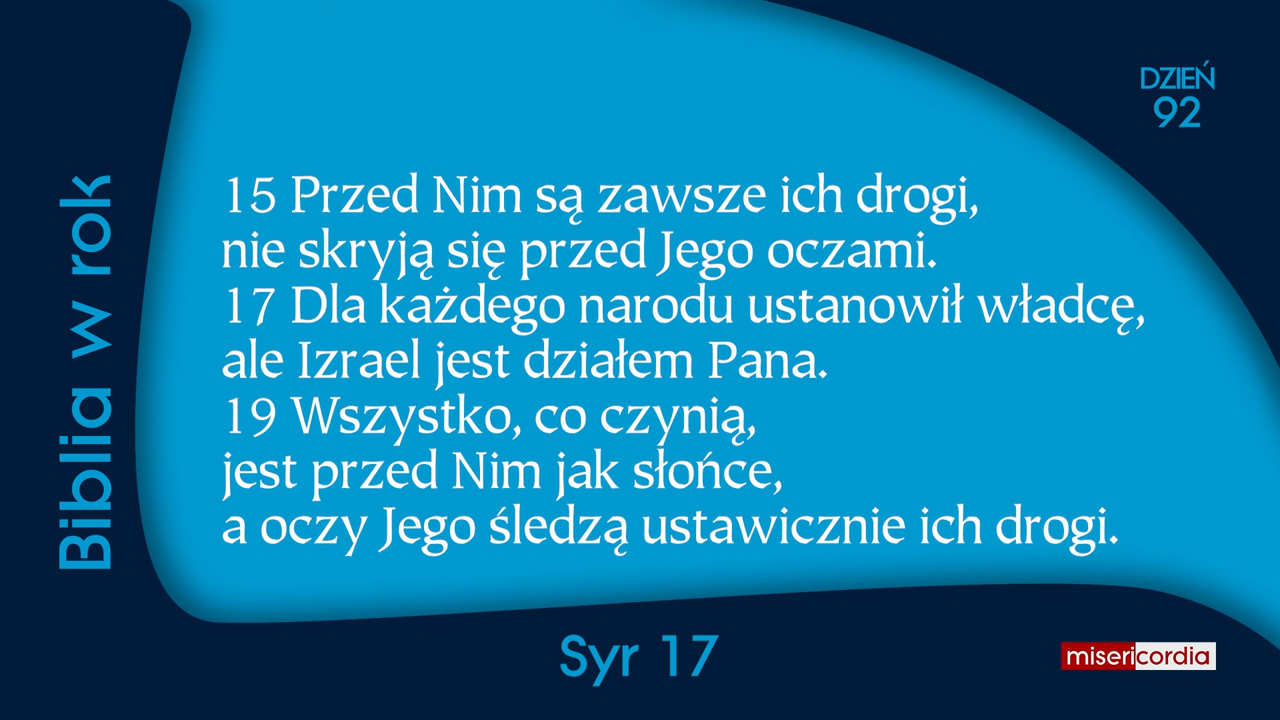 DZIEŃ
92
Biblia w rok
15 Przed Nim są zawsze ich drogi,
nie skryją się przed Jego oczami.
17 Dla każdego narodu ustanowił władcę,
ale Izrael jest działem Pana.
19 Wszystko, co czynią,
jest przed Nim jak słońce,
a oczy Jego śledzą ustawicznie ich drogi.
Syr 17
misericordia